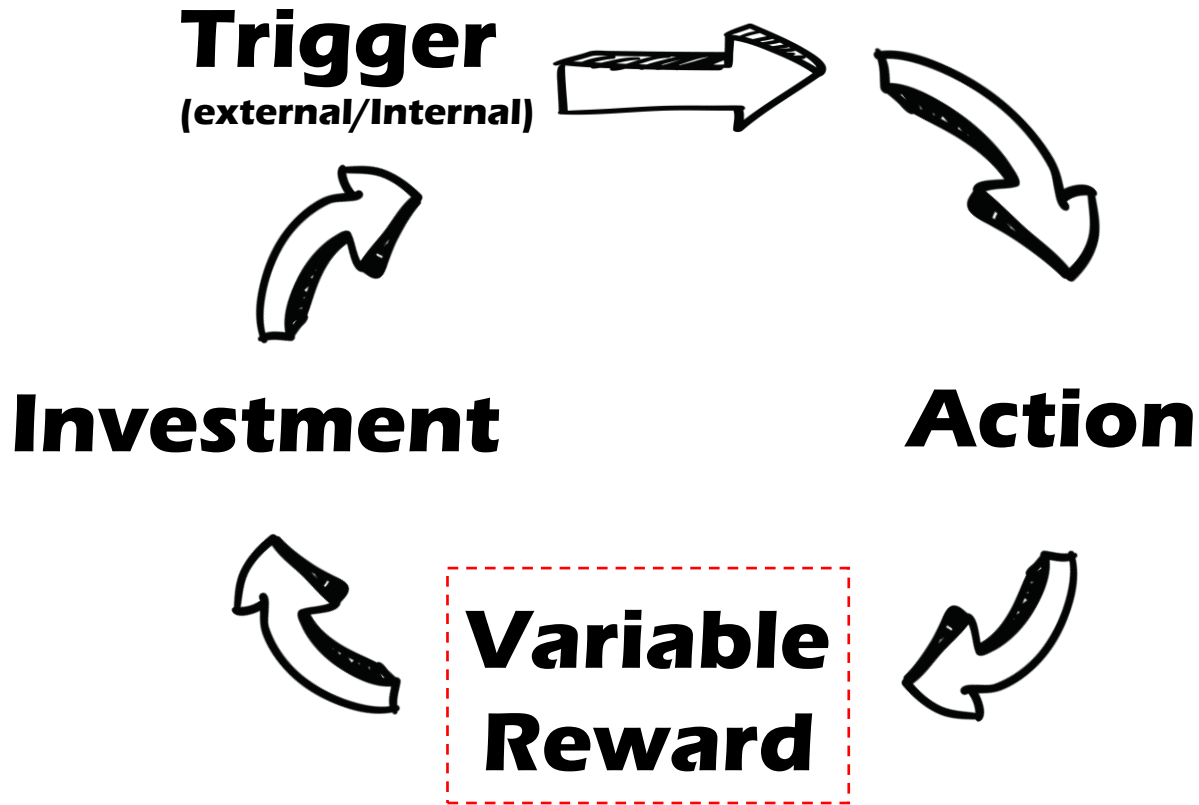 Trigger
(external/Internal)
Investment
Action
Variable
Reward